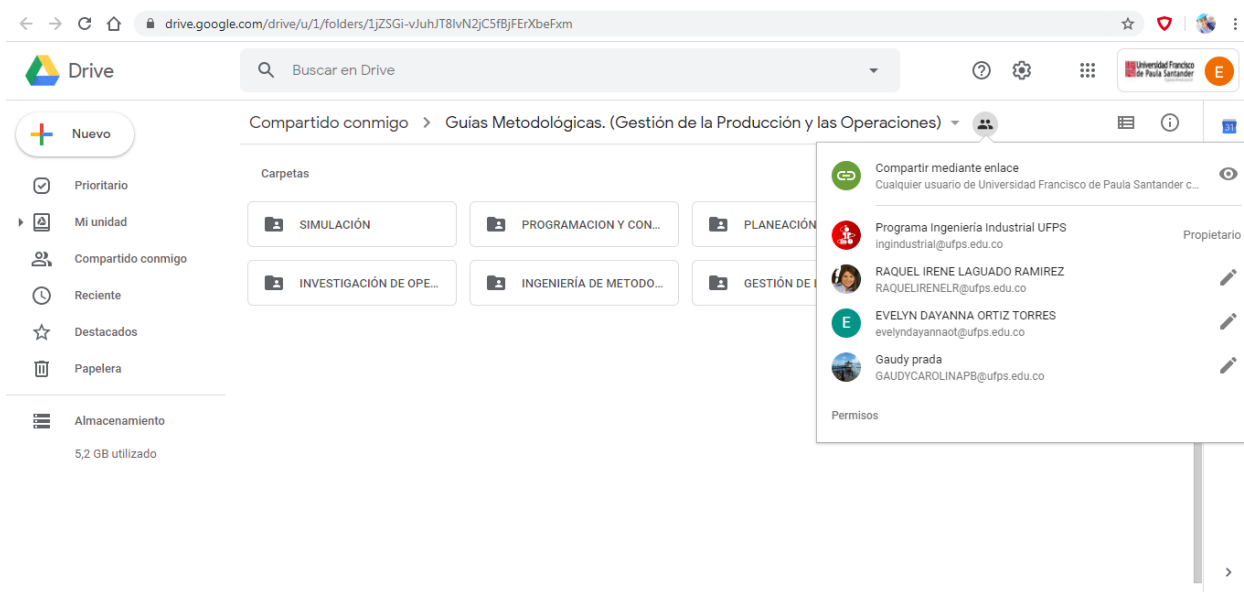 drive.google.com/drive/u/1/folders/1jZSGi-vJuhJT8lvN2jC5fBjFErXbeFxm
Drive
Buscar en Drive
Universidad Francisco
de Paula Santander
E
Nuevo
Compartido conmigo > Guías Metodológicas. (Gestión de la Producción y las Operaciones)
31
Prioritario
Mi unidad
Compartido conmigo
Reciente
Destacados
Papelera
Almacenamiento
5,2 GB utilizado
Carpetas
SIMULACIÓN
PROGRAMACION Y CON...
PLANEACIÓN
INVESTIGACIÓN DE OPE...
INGENIERÍA DE METODO...
GESTIÓN DE
Compartir mediante enlace
Cualquier usuario de Universidad Francisco de Paula Santander c...
Programa Ingeniería Industrial UFPS
ingindustrial@ufps.edu.co
Propietario
RAQUEL IRENE LAGUADO RAMIREZ
RAQUELIRENELR@ufps.edu.co
E
EVELYN DAYANNA ORTIZ TORRES
evelyndayannaot@ufps.edu.co
Gaudy prada
GAUDYCAROLINAPB@ufps.edu.co
Permisos